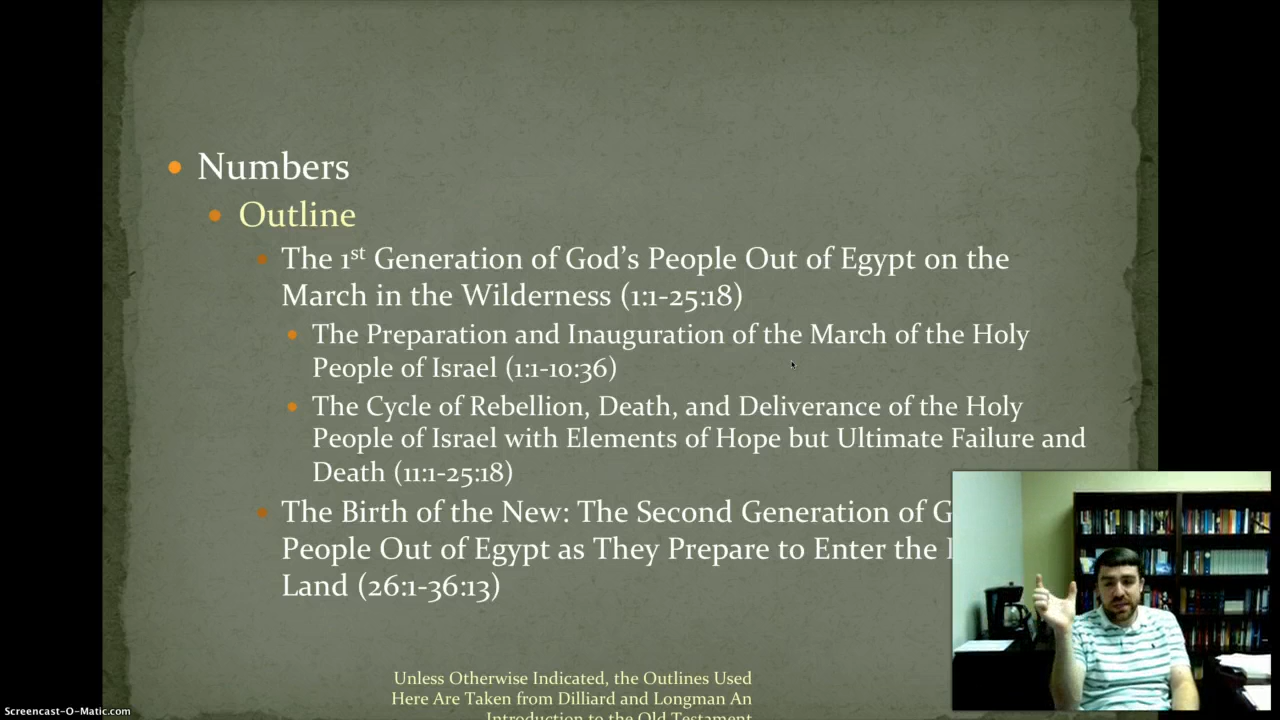 Numbers
Outline
The 1st Generation of God's People Out of Egypt on the
March in the Wilderness (1:1-25:18)
The Preparation and Inauguration of the March of the Holy
People of Israel (1:1-10:36)
The Cycle of Rebellion, Death, and Deliverance of the Holy
People of Israel with Elements of Hope but Ultimate Failure and
Death (11:1-25:18)
The Birth of the New: The Second Generation of G
People Out of Egypt as They Prepare to Enter the
Land (26:1-36:13)
Unless Otherwise Indicated, the Outlines Used
Here Are Taken from Dilliard and Longman An
Introduction to the Old Testament
Screencast-O-Matic.com